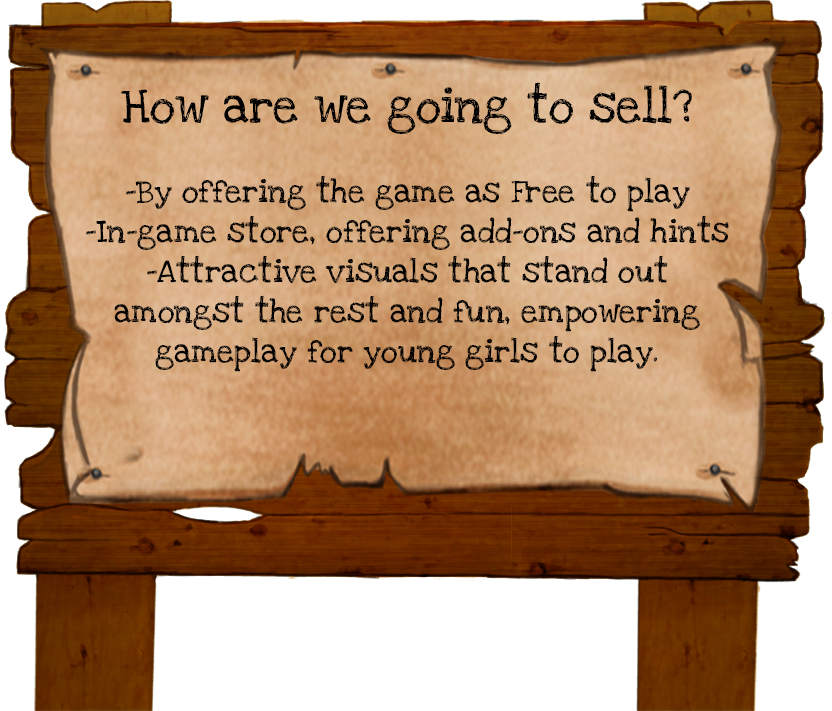 How are we going to sell?
-By offering the game as Free to play
-In-game store, offering add-ons and hints
-Attractive visuals that stand out
amongst the rest and fun, empowering
gameplay for young girls to play.